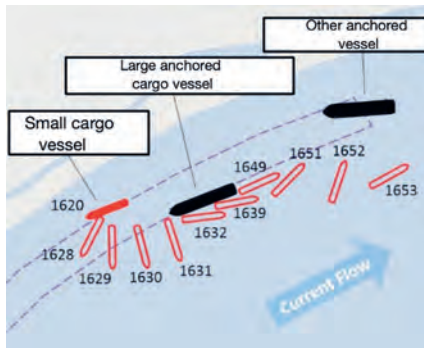 Other anchored
vessel
Large anchored
cargo vessel
Small cargo
vessel
1620
1628
1629
1630
1631
1632
1639
1649
1651
1652
1653
Current Flow